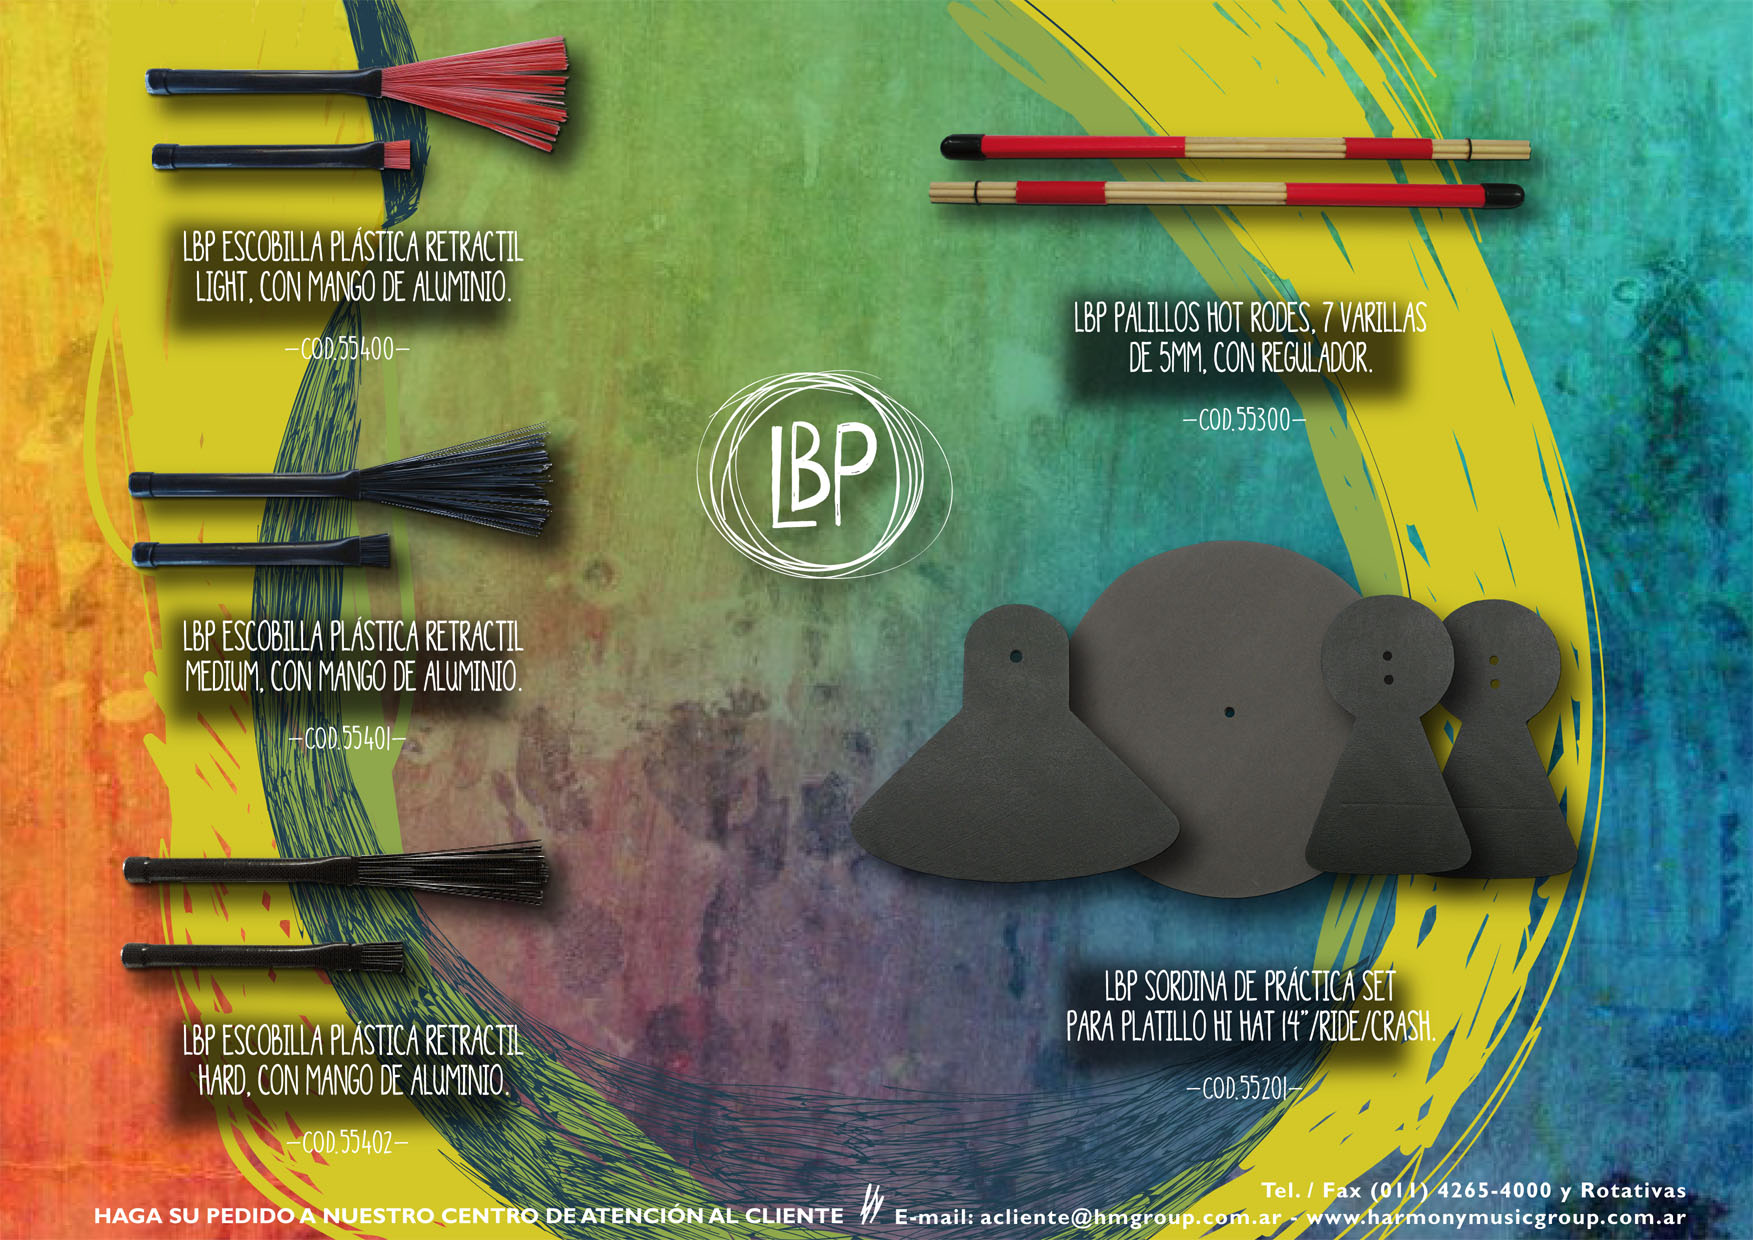 LBP ESCOBILLA PLÁSTICA RETRACTIL
LIGHT, CON MANGO DE ALUMINIO.
-COD.55400-
LBP ESCOBILLA PLÁSTICA RETRACTIL
MEDIUM, CON MANGO DE ALUMINIO.
-COD.55401-
LBP ESCOBILLA PLÁSTICA RETRACTIL
HARD, CON MANGO DE ALUMINIO.
-COD.55402-
LBP
LBP PALILLOS HOT RODES, 7 VARILLAS
DE 5MM, CON REGULADOR.
-COD.55300-
LBP SORDINA DE PRÁCTICA SET
PARA PLATILLO HI HAT 14"/RIDE/CRASH.
-COD.55201-
Tel. / Fax (011) 4265-4000 y Rotativas
HAGA SU PEDIDO A NUESTRO CENTRO DE ATENCIÓN AL CLIENTE
E-mail: acliente@hmgroup.com.ar - www.harmonymusicgroup.com.ar